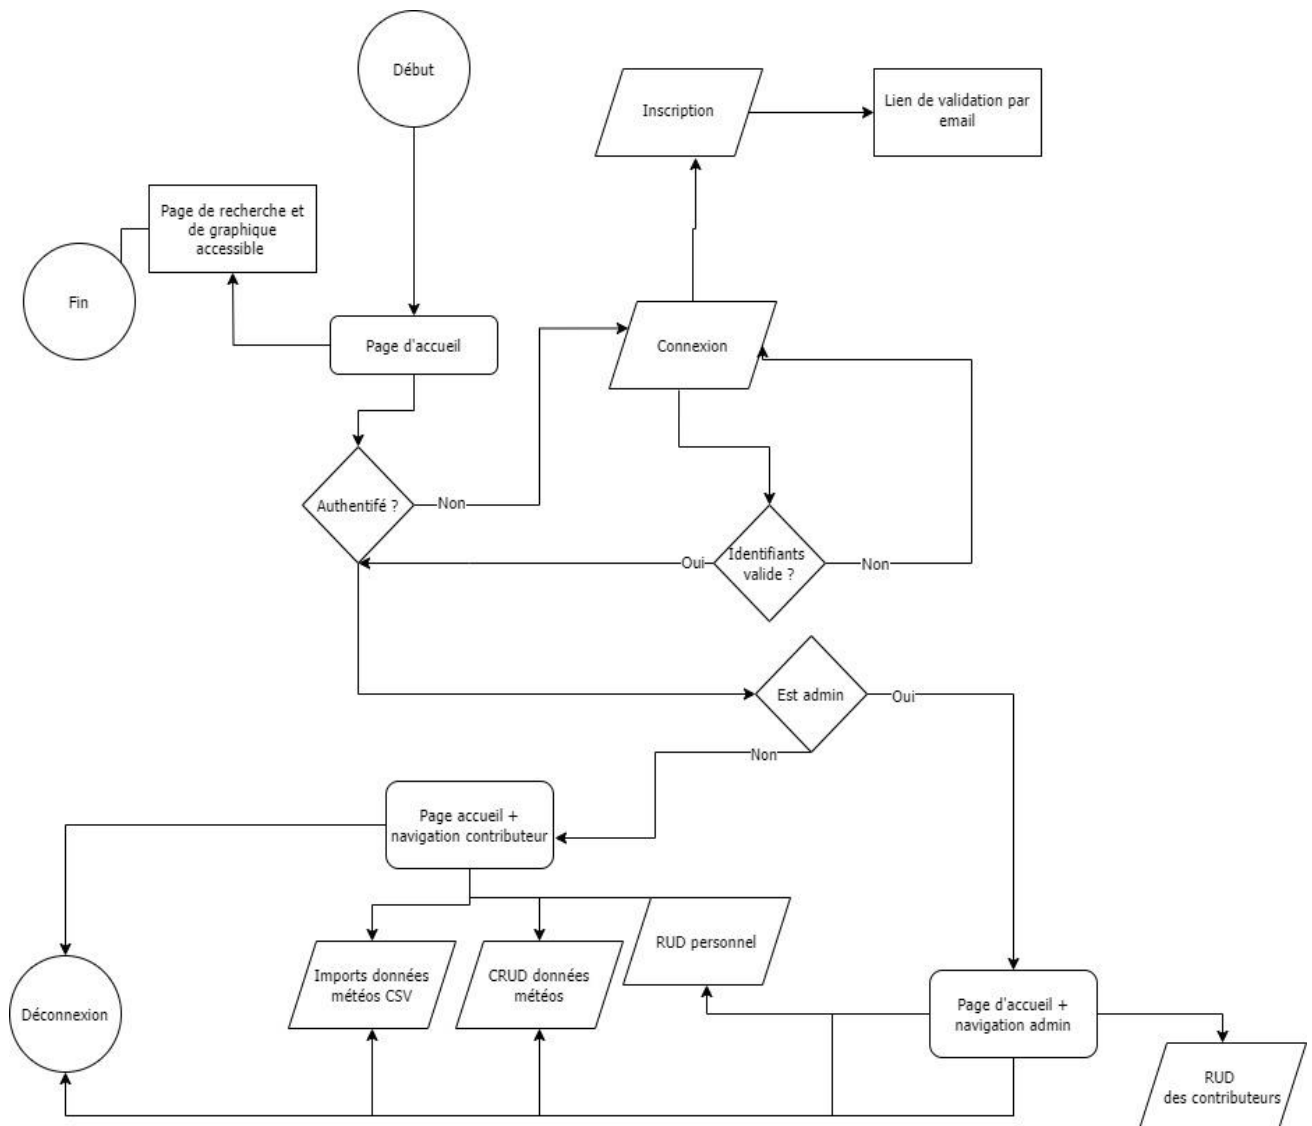 Début
Inscription
Lien de validation par
email
Page de recherche et
de graphique
accessible
Fin
Page d'accueil
Connexion
Authentifé ?
Non
Oui
Identifiants
valide ?
Non
Est admin
Oui
Non
Page accueil +
navigation contributeur
RUD personnel
Imports données
météos CSV
CRUD données
météos
Déconnexion
Page d'accueil +
navigation admin
RUD
des contributeurs